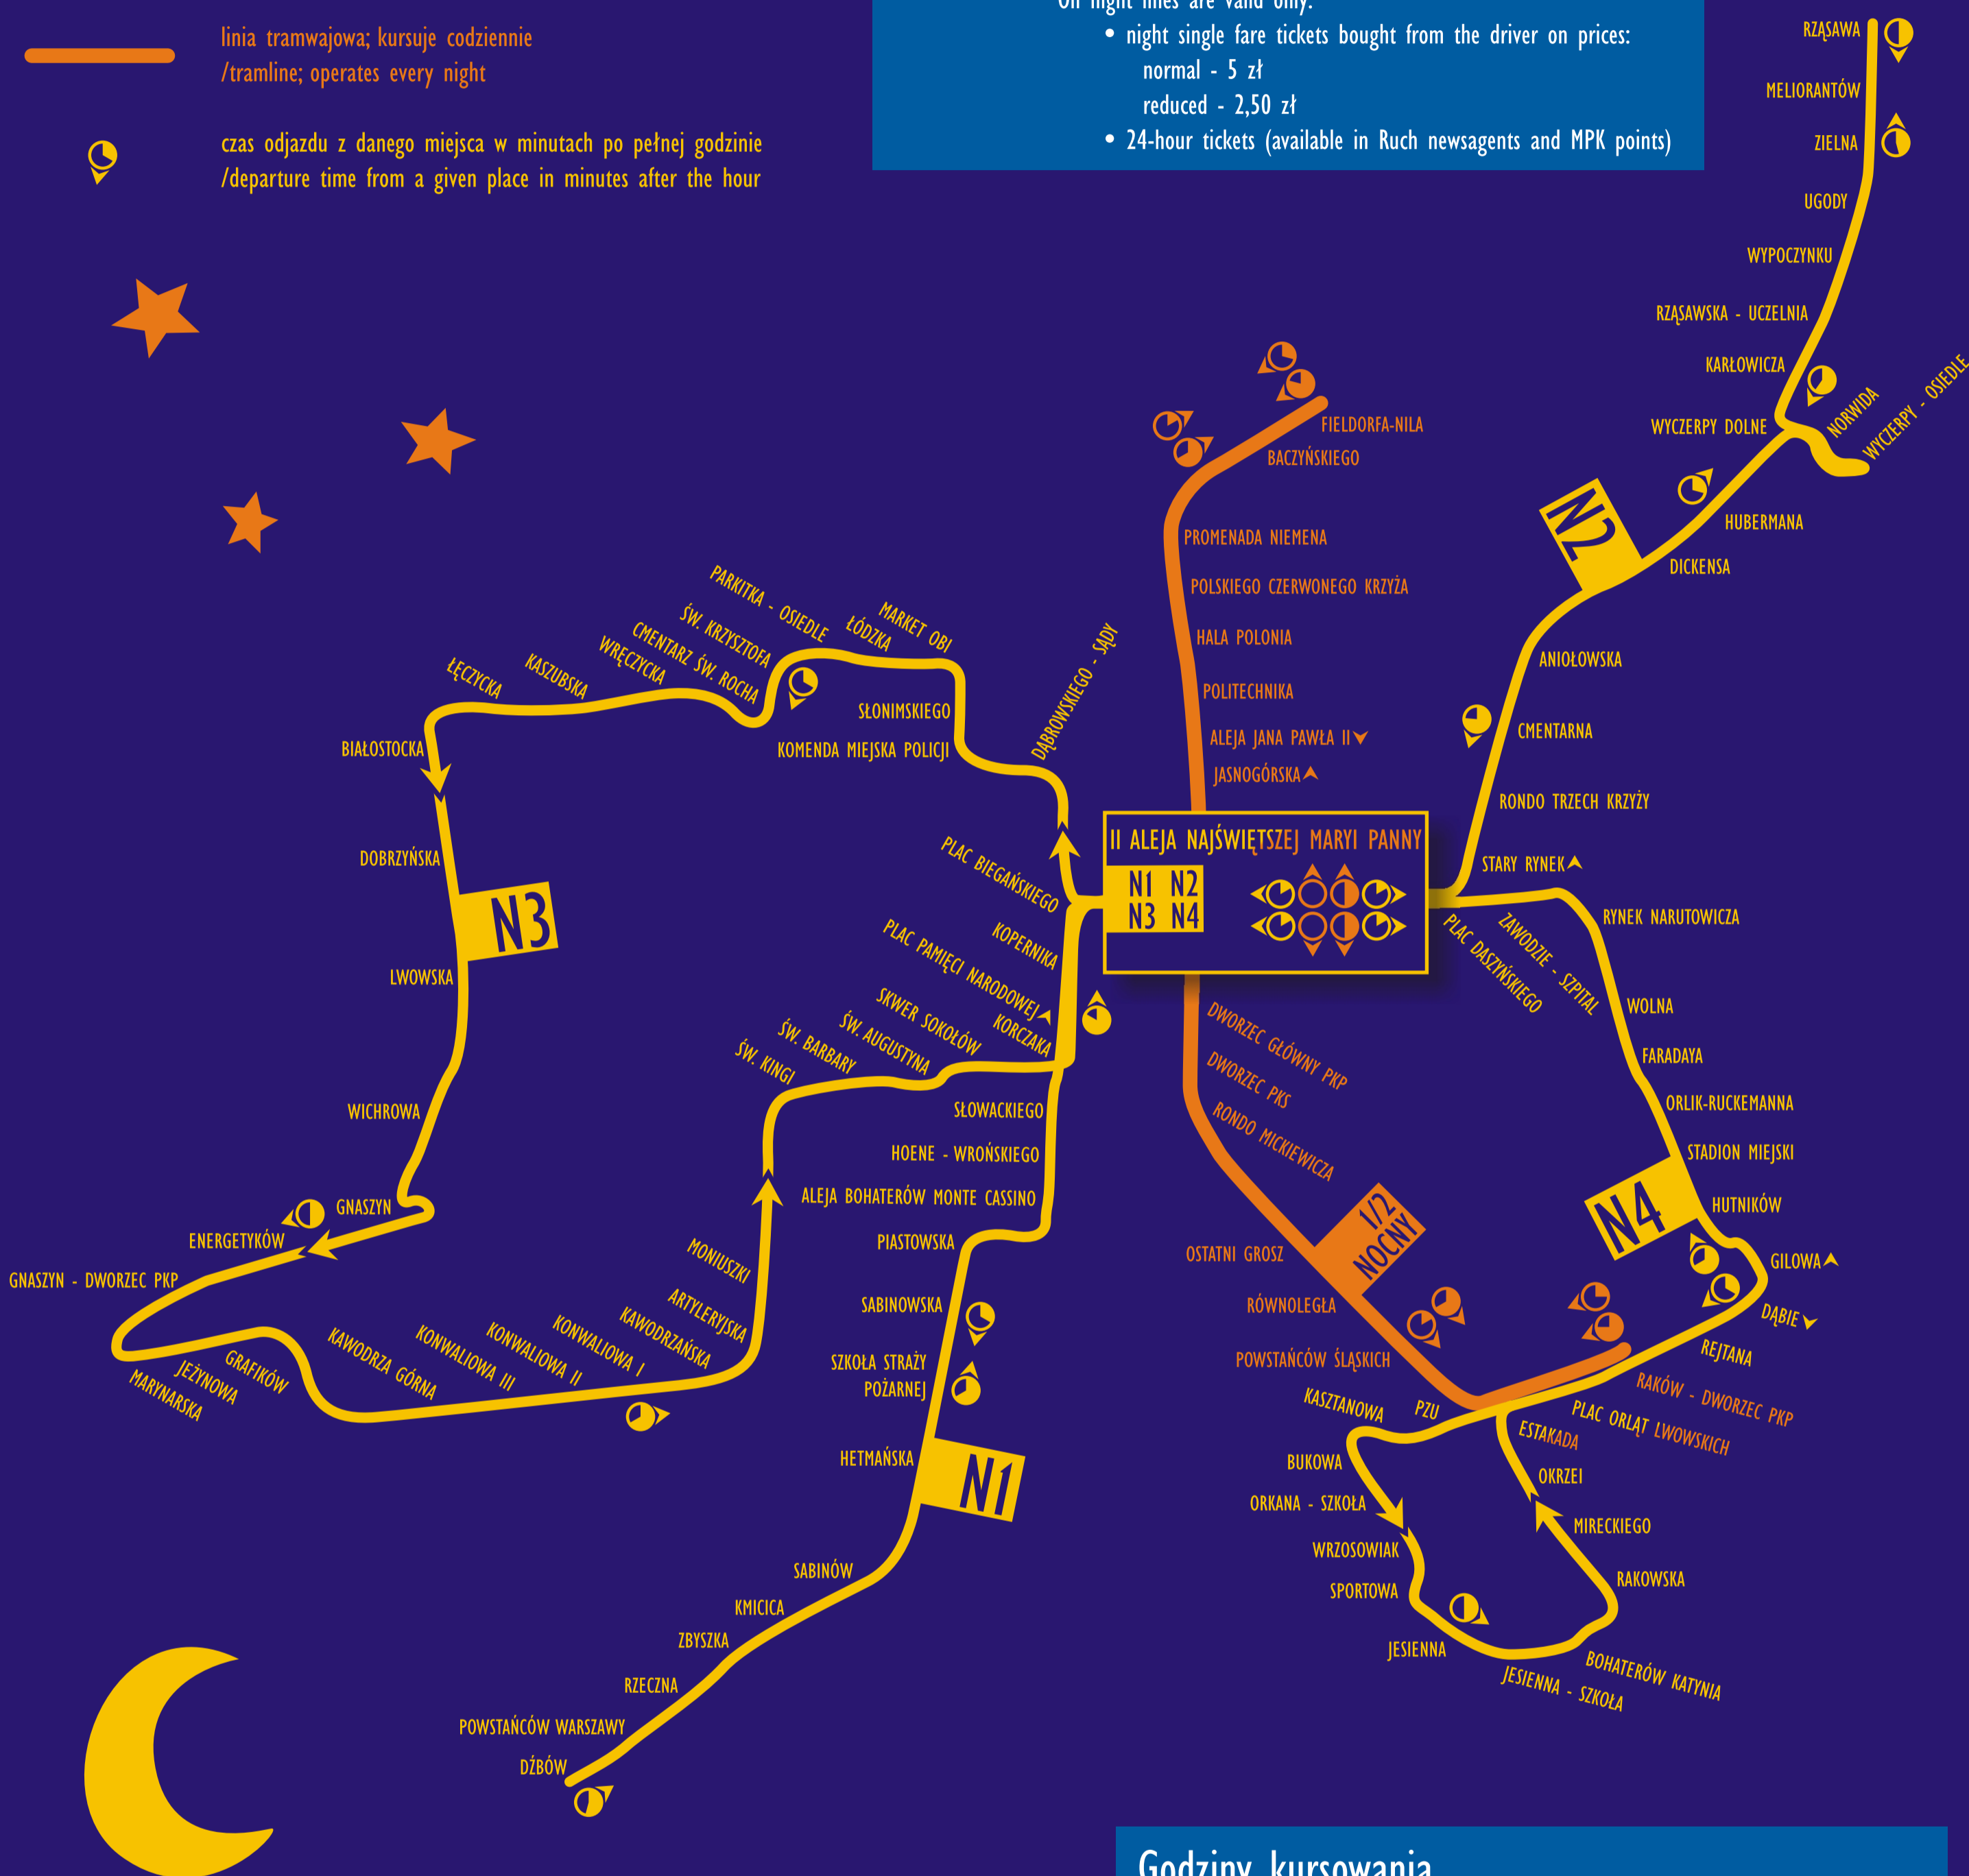 On night lines are valid only:
• night single fare tickets bought from the driver on prices:
normal - 5 zł
reduced - 2,50 zł
• 24-hour tickets (available in Ruch newsagents and MPK points)
linia tramwajowa; kursuje codziennie
/tramline; operates every night
czas odjazdu z danego miejsca w minutach po pełnej godzinie
/departure time from a given place in minutes after the hour
RZĄSAWA
MELIORANTÓW
ZIELNA
UGODY
WYPOCZYNKU
RZĄSAWSKA - UCZELNIA
KARŁOWICZA
WYCZERPY DOLNE
NORWIDA
WYCZERPY - OSIEDLE
N2
HUBERMANA
DICKENSA
ANIOŁOWSKA
CMENTARNA
RONDO TRZECH KRZYŻY
STARY RYNEK
FIELDORFA-NILA
BACZYŃSKIEGO
PROMENADA NIEMENA
POLSKIEGO CZERWONEGO KRZYŻA
HALA POLONIA
POLITECHNIKA
ALEJA JANA PAWŁA II
JASNOGÓRSKA
II ALEJA NAJŚWIĘTSZEJ MARYI PANNY
N1 N2
N3 N4
DĄBROWSKIEGO - SĄDY
MARKET OBI
ŁÓDZKA
PARKITKA - OSIEDLE
ŚW. KRZYSZTOFA
CMENTARZ ŚW. ROCHA
WRĘCZYCKA
KASZUBSKA
ŁĘCZYCKA
SŁONIMSKIEGO
KOMENDA MIEJSKA POLICJI
BIAŁOSTOCKA
DOBRZYŃSKA
N3
LWOWSKA
WICHROWA
GNASZYN
ENERGETYKÓW
GNASZYN - DWORZEC PKP
MARYNARSKA
JEŻYNOWA
GRAFIKÓW
KAWODRZA GÓRNA
KONWALIOWA III
KONWALIOWA II
KONWALIOWA I
KAWODRZAŃSKA
ARTYLERYJSKA
MONIUSZKI
ŚW. KINGI
ŚW. BARBARY
ŚW. AUGUSTYNA
SKWER SOKOŁÓW
KORCZAKA
PLAC PAMIĘCI NARODOWEJ
KOPERNIKA
PLAC BIEGAŃSKIEGO
SŁOWACKIEGO
HOENE - WROŃSKIEGO
ALEJA BOHATERÓW MONTE CASSINO
PIASTOWSKA
SABINOWSKA
SZKOŁA STRAŻY
POŻARNEJ
HETMAŃSKA
N1
SABINÓW
KMICICA
ZBYSZKA
RZECZNA
POWSTAŃCÓW WARSZAWY
DŹBÓW
DWORZEC GŁÓWNY PKP
DWORZEC PKS
RONDO MICKIEWICZA
1/2
NOCNY
OSTATNI GROSZ
RÓWNOLEGŁA
POWSTAŃCÓW ŚLĄSKICH
PLAC DASZYŃSKIEGO
ZAWODZIE - SZPITAL
RYNEK NARUTOWICZA
WOLNA
FARADAYA
ORLIK-RUCKEMANNA
STADION MIEJSKI
N4
HUTNIKÓW
GILOWA
DĄBIE
REJTANA
RAKÓW - DWORZEC PKP
PLAC ORLĄT LWOWSKICH
ESTAKADA
PZU
KASZTANOWA
BUKOWA
ORKANA - SZKOŁA
WRZOSOWIAK
SPORTOWA
JESIENNA
JESIENNA - SZKOŁA
BOHATERÓW KATYNIA
RAKOWSKA
MIRECKIEGO
OKRZEI
Godziny kursowania